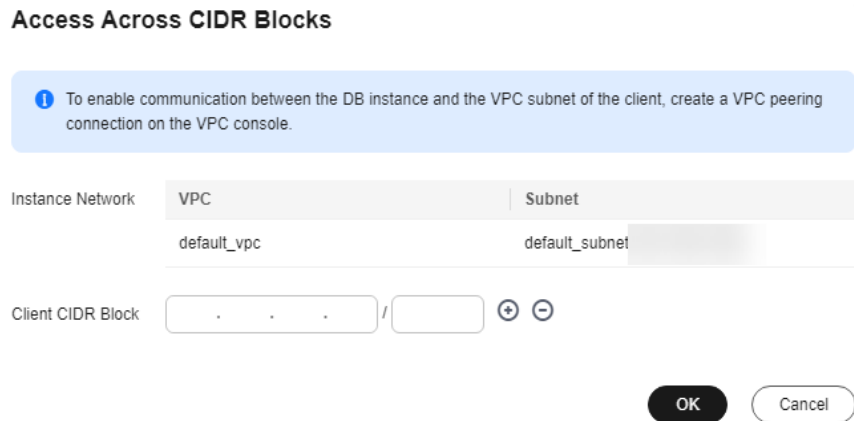 Access Across CIDR Blocks
To enable communication between the DB instance and the VPC subnet of the client, create a VPC peering
connection on the VPC console.
Instance Network VPC Subnet
default_vpc default_subnet
Client CIDR Block . . . /
OK Cancel